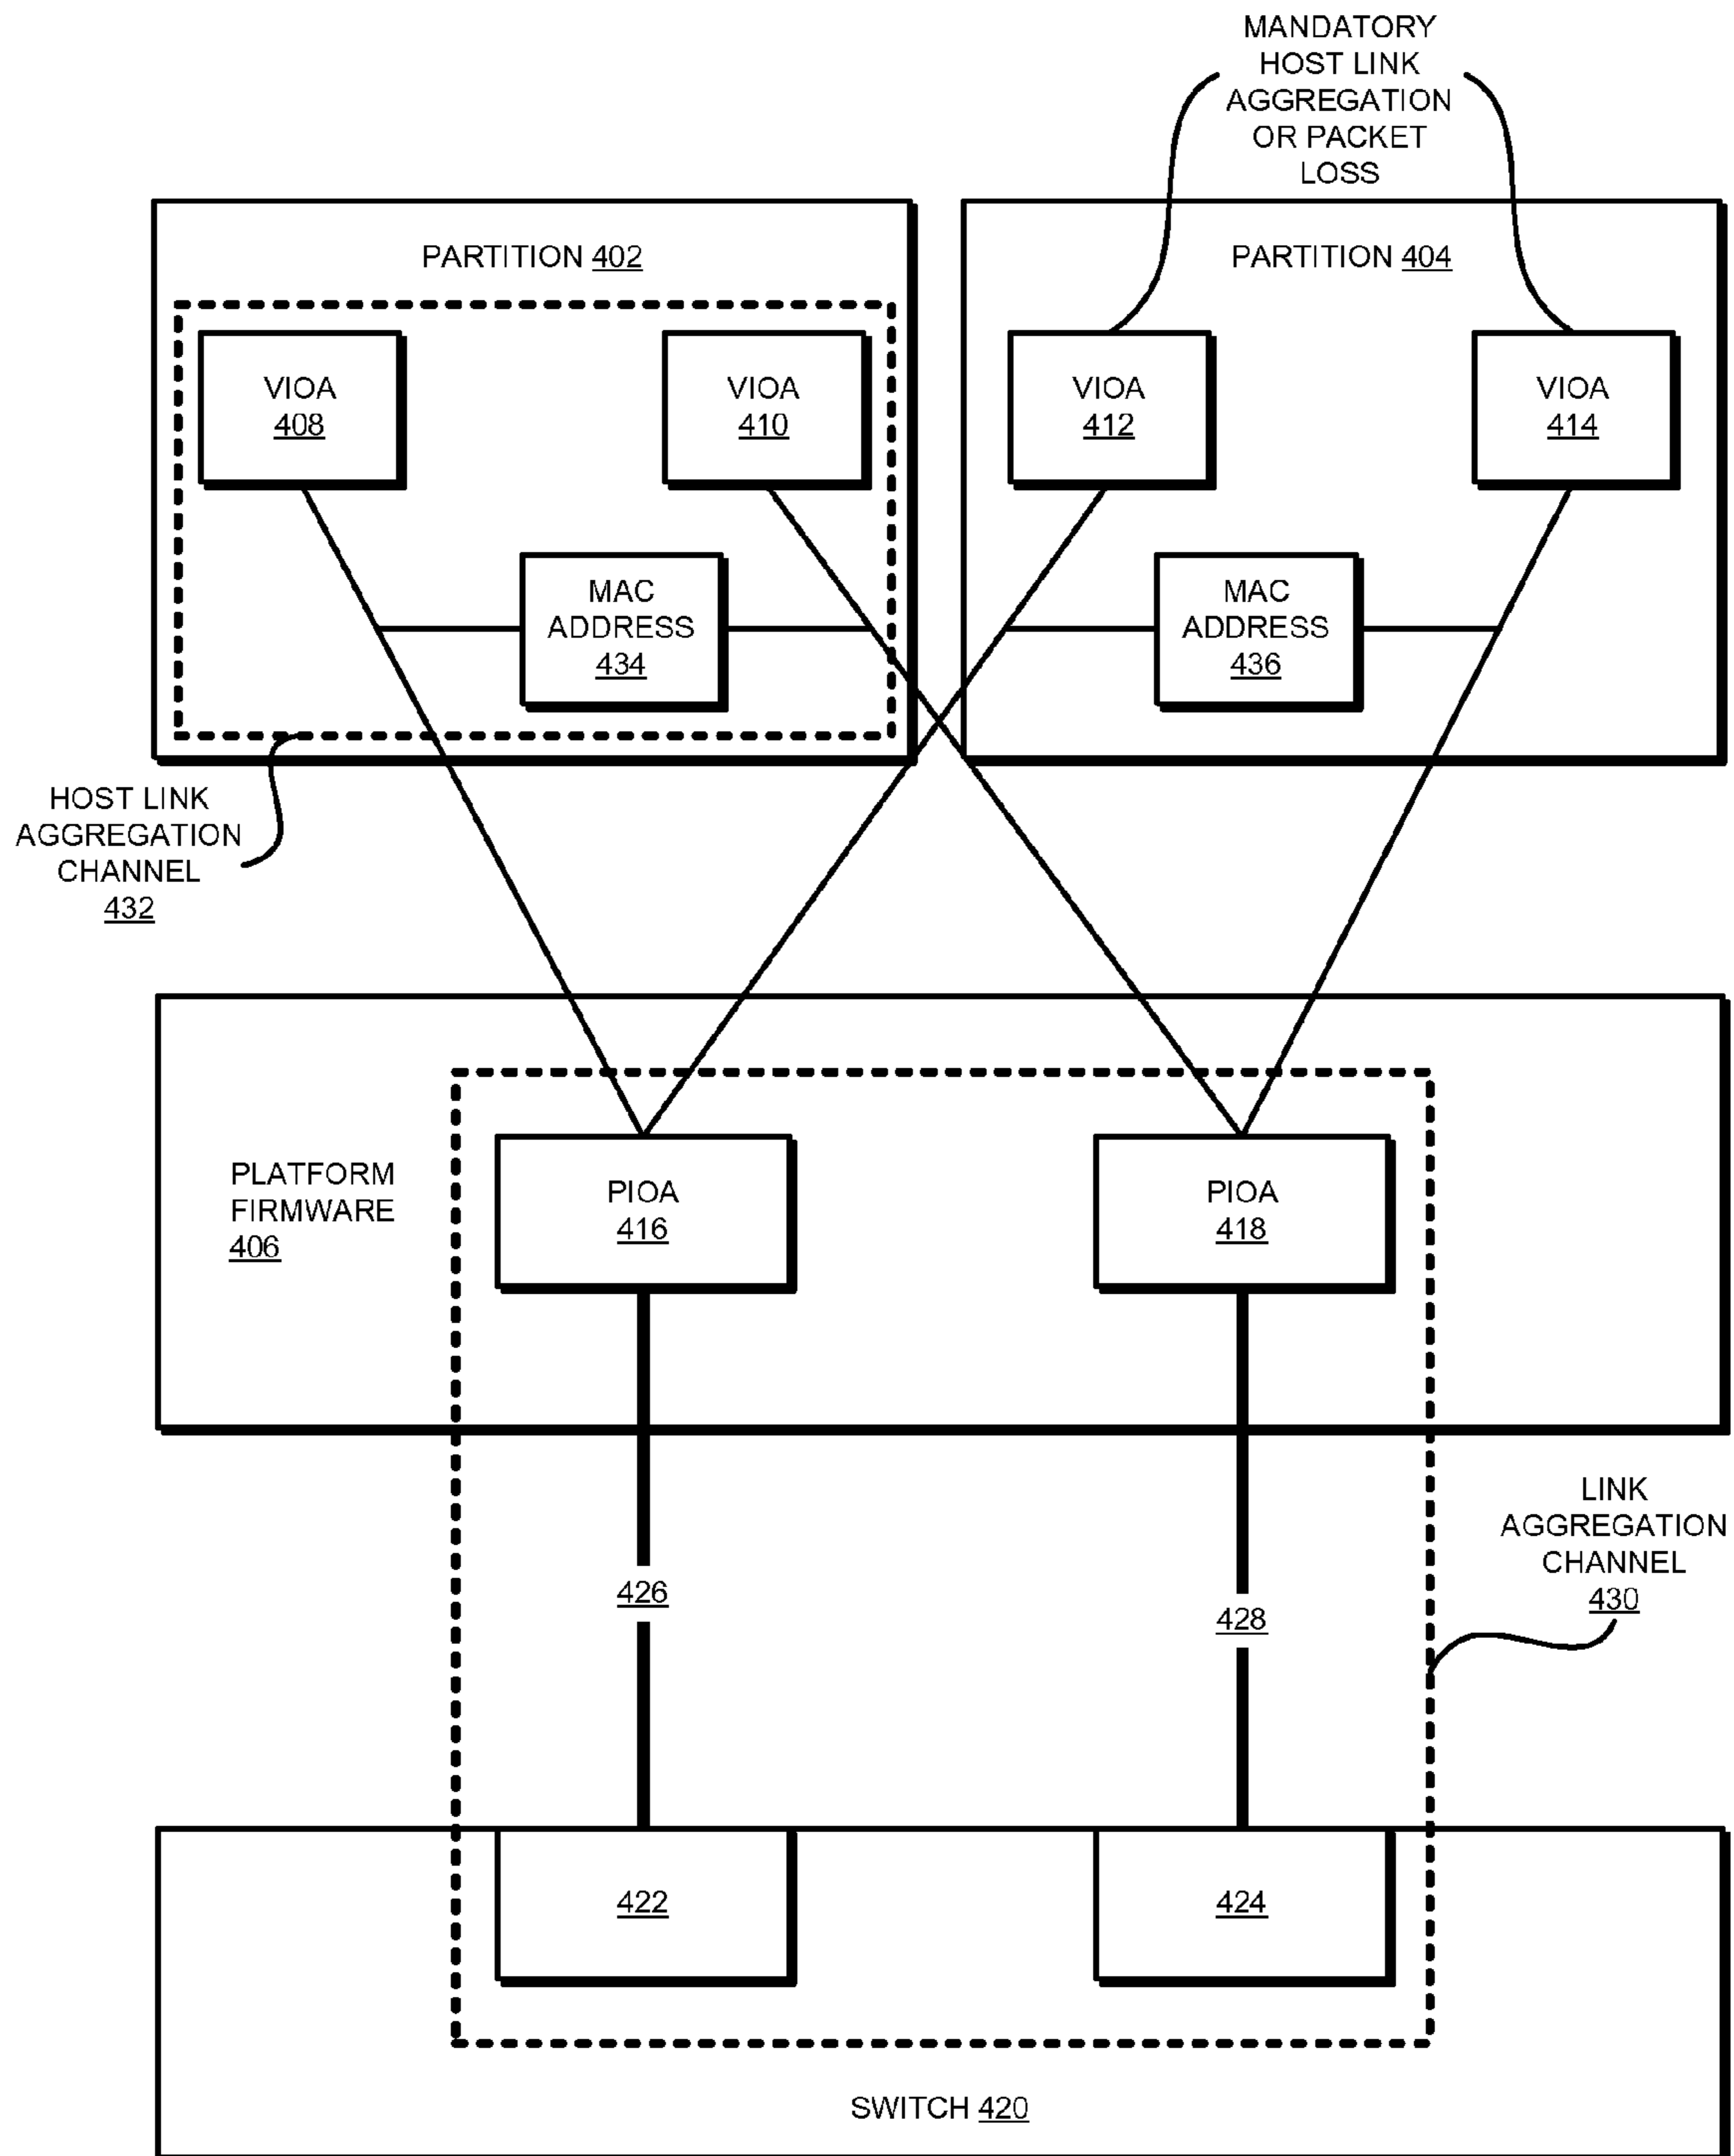 MANDATORY
HOST LINK
AGGREGATION
OR PACKET
LOSS
PARTITION 402
PARTITION 404
VIOA
408
VIOA
410
VIOA
412
VIOA
414
MAC
ADDRESS
434
MAC
ADDRESS
436
HOST LINK
AGGREGATION
CHANNEL
432
PLATFORM
FIRMWARE
406
PIOA
416
PIOA
418
LINK
AGGREGATION
CHANNEL
430
426
428
422
424
SWITCH 420